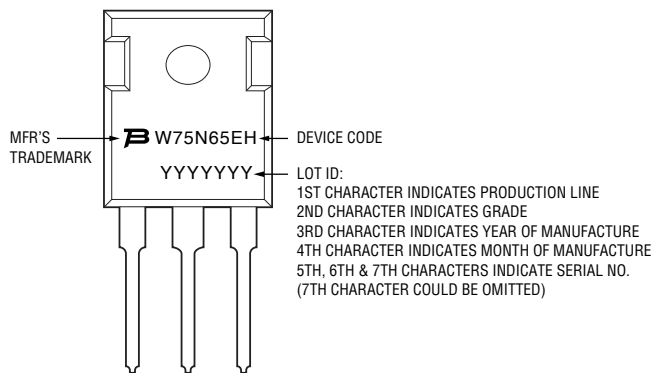 MFR'S
TRADEMARK
W75N65EH
YYYYYYY
DEVICE CODE
LOT ID:
1ST CHARACTER INDICATES PRODUCTION LINE
2ND CHARACTER INDICATES GRADE
3RD CHARACTER INDICATES YEAR OF MANUFACTURE
4TH CHARACTER INDICATES MONTH OF MANUFACTURE
5TH, 6TH & 7TH CHARACTERS INDICATE SERIAL NO.
(7TH CHARACTER COULD BE OMITTED)